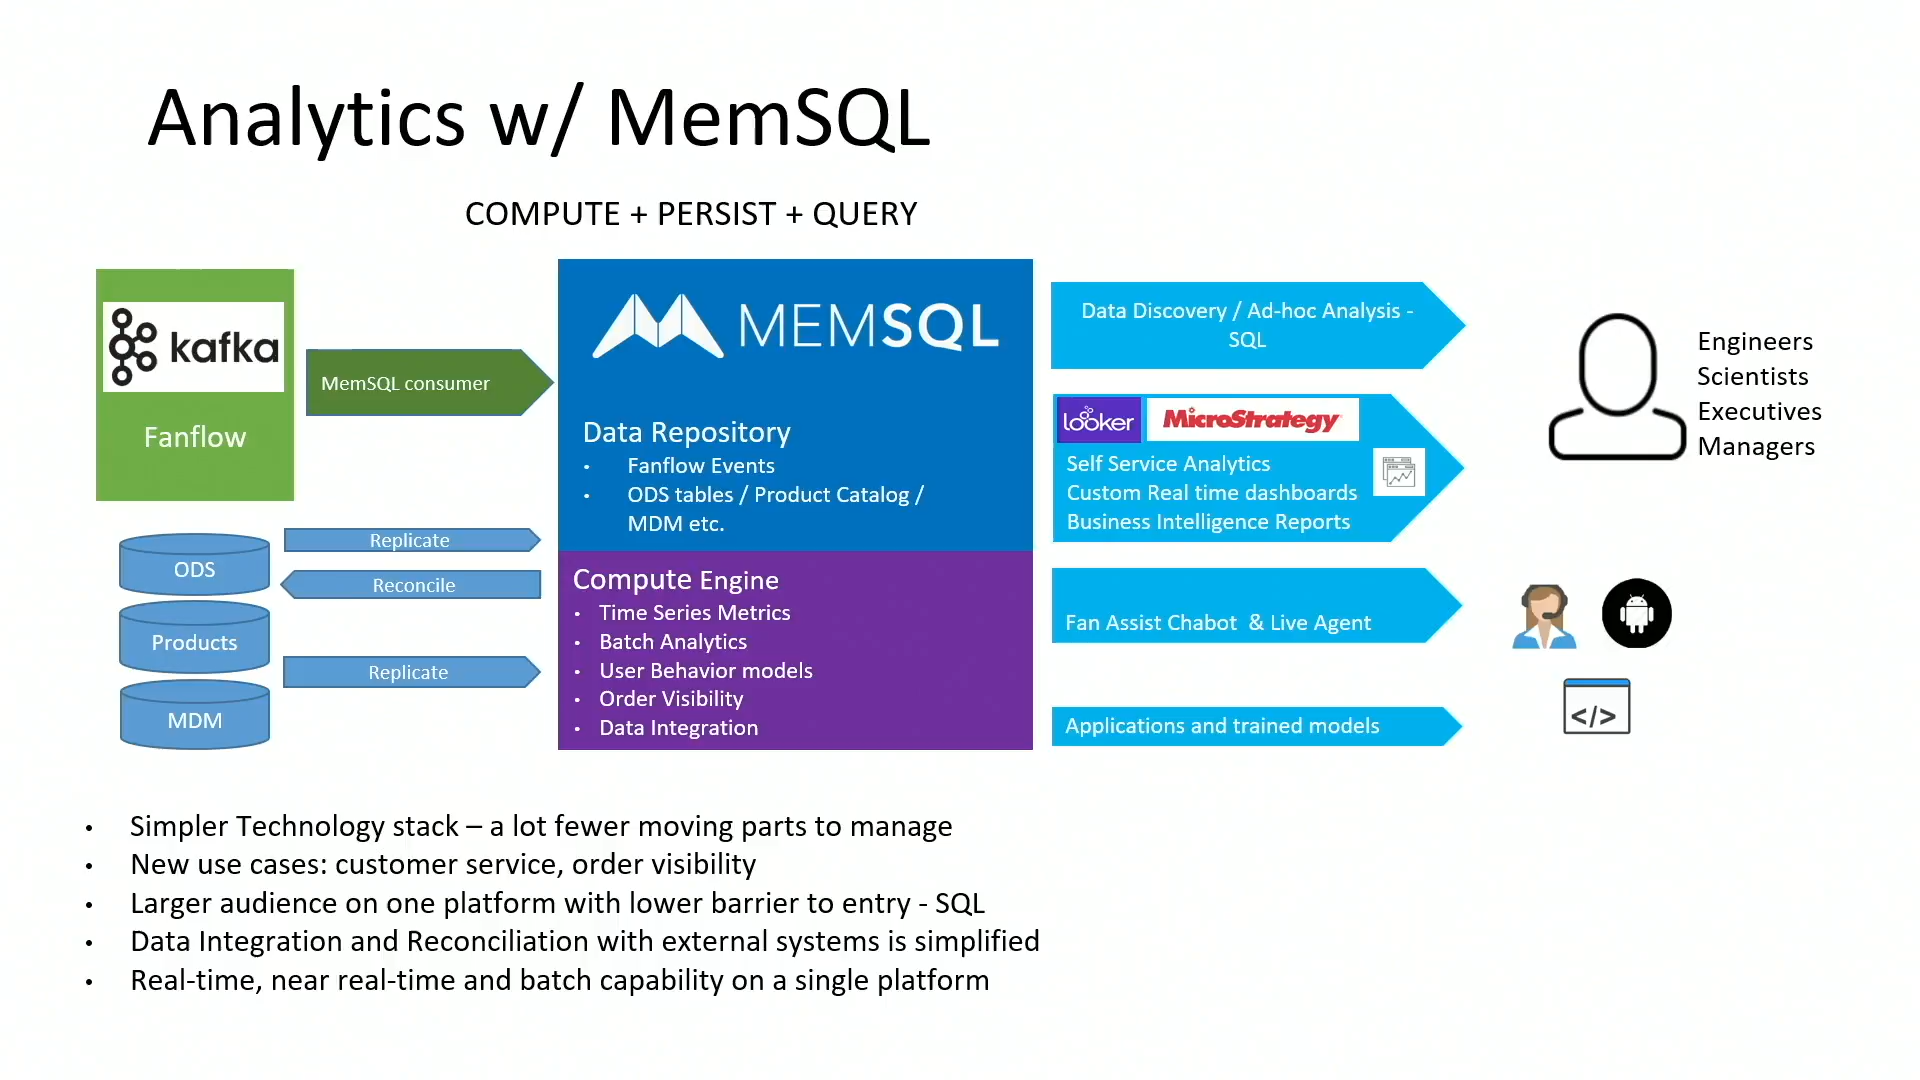 Analytics w/ MemSQL
COMPUTE + PERSIST + QUERY
kafka
Fanflow
MemSQL consumer
ODS
Products
MDM
Replicate
Reconcile
Replicate
MEMSQL
Data Repository
• Fanflow Events
• ODS tables / Product Catalog /
MDM etc.
Compute Engine
• Time Series Metrics
• Batch Analytics
• User Behavior models
• Order Visibility
• Data Integration
Data Discovery / Ad-hoc Analysis -
SQL
looker
MicroStrategy
Self Service Analytics
Custom Real time dashboards
Business Intelligence Reports
Fan Assist Chabot & Live Agent
Applications and trained models
Engineers
Scientists
Executives
Managers
</>
• Simpler Technology stack – a lot fewer moving parts to manage
• New use cases: customer service, order visibility
• Larger audience on one platform with lower barrier to entry - SQL
• Data Integration and Reconciliation with external systems is simplified
• Real-time, near real-time and batch capability on a single platform